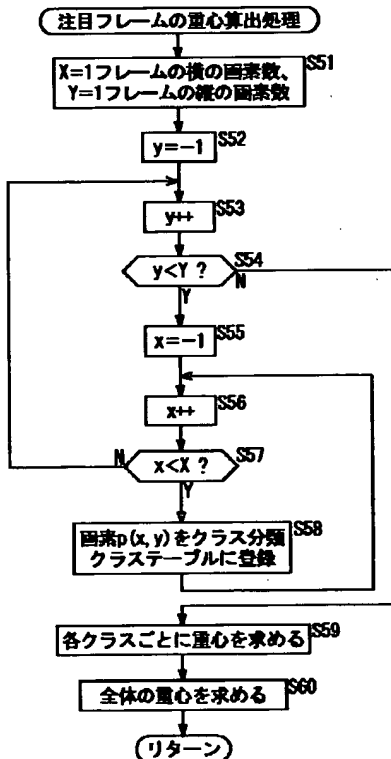 注目フレームの重心算出処理
X=1フレームの横の画素数、
Y=1フレームの縦の画素数
S51
y=-1
S52
y++
S53
y<Y ?
S54
N
Y
x=-1
S55
x++
S56
x<X ?
S57
N
Y
画素p(x,y)をクラス分類
クラステーブルに登録
S58
各クラスごとに重心を求める
S59
全体の重心を求める
S60
リターン